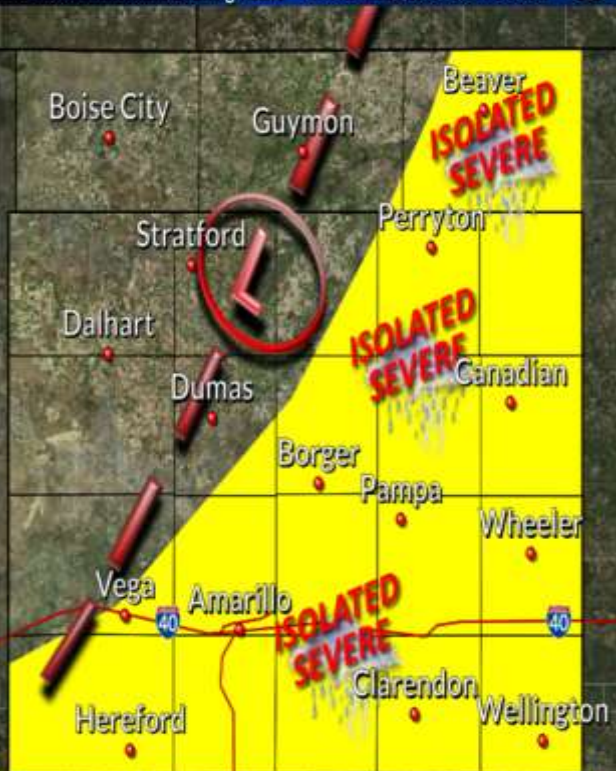 Beaver
Boise City
Guymon
ISOLATED
SEVERE
Perryton
Stratford
L
Dalhart
ISOLATED
SEVERE
Canadian
Dumas
Borger
Pampa
Wheeler
Vega
Amarillo
40
40
ISOLATED
SEVERE
Clarendon
Wellington
Hereford